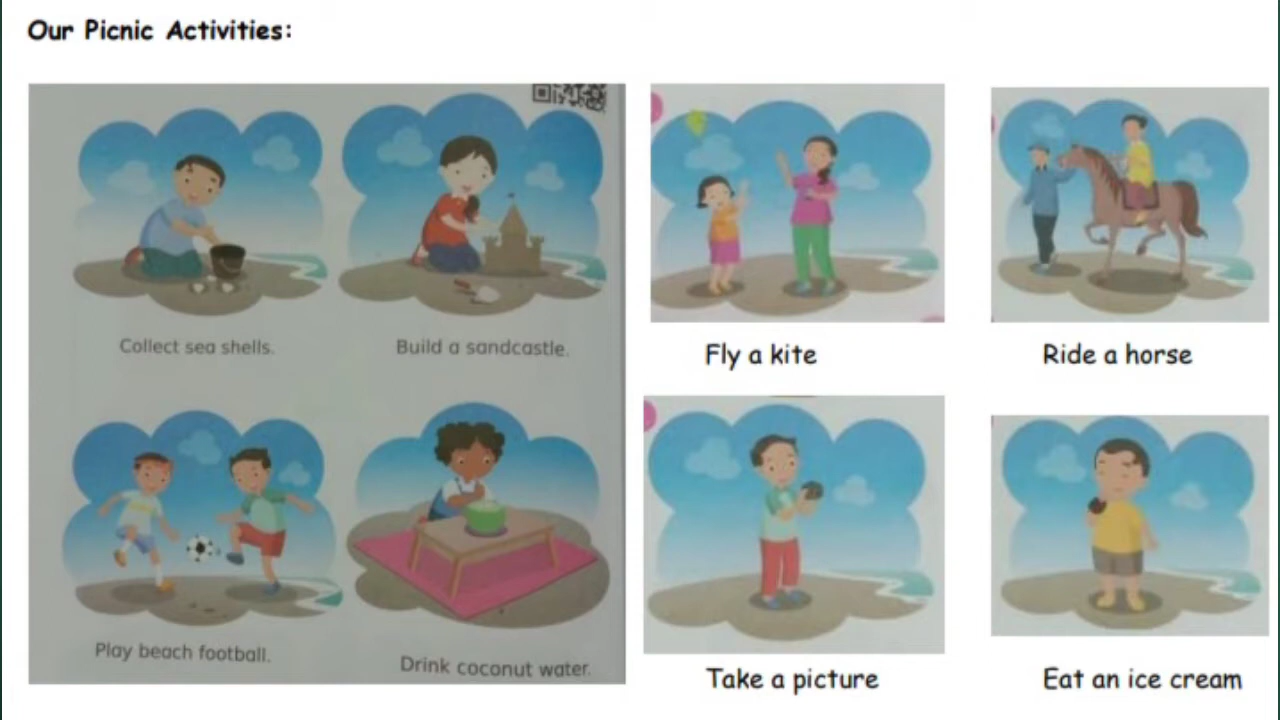 Our Picnic Activities:
Collect sea shells.
Build a sandcastle.
Fly a kite
Ride a horse
Play beach football.
Drink coconut water.
Take a picture
Eat an ice cream